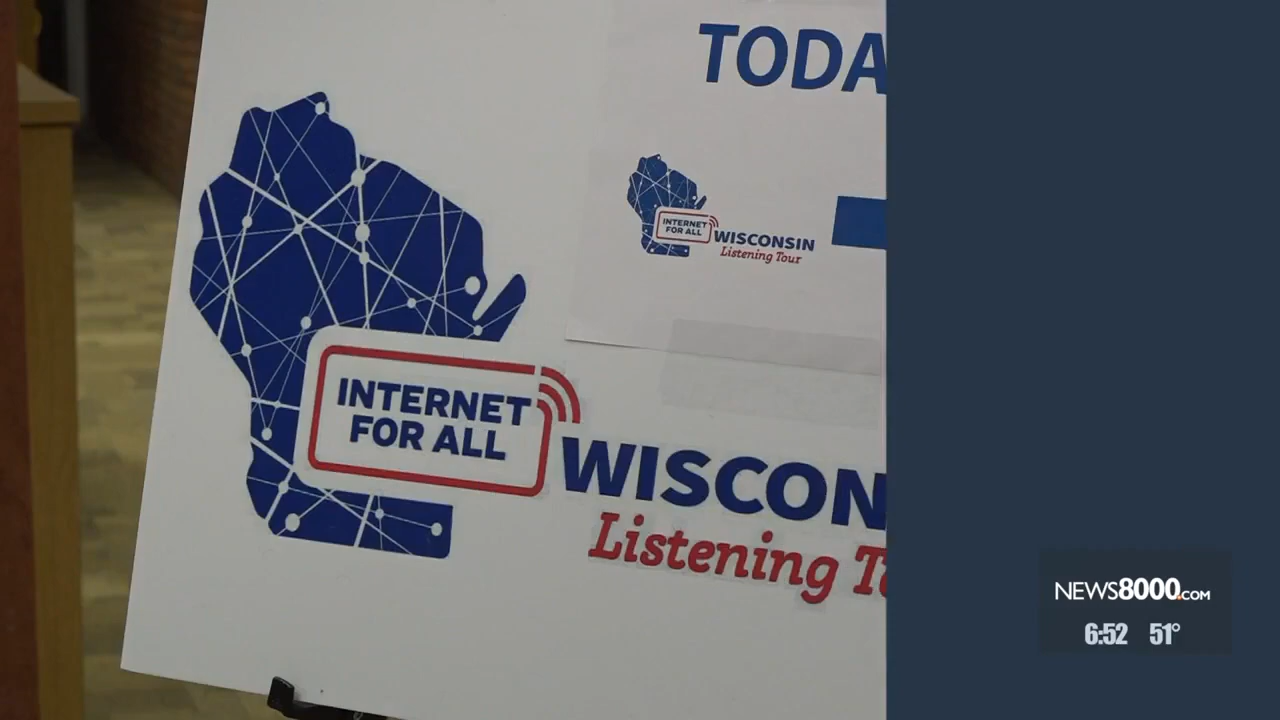 TODA
INTERNET
FOR ALL
WISCONSIN
Listening Tour
INTERNET
FOR ALL
WISCON
Listening T
NEWS8000.COM
6:52 51°